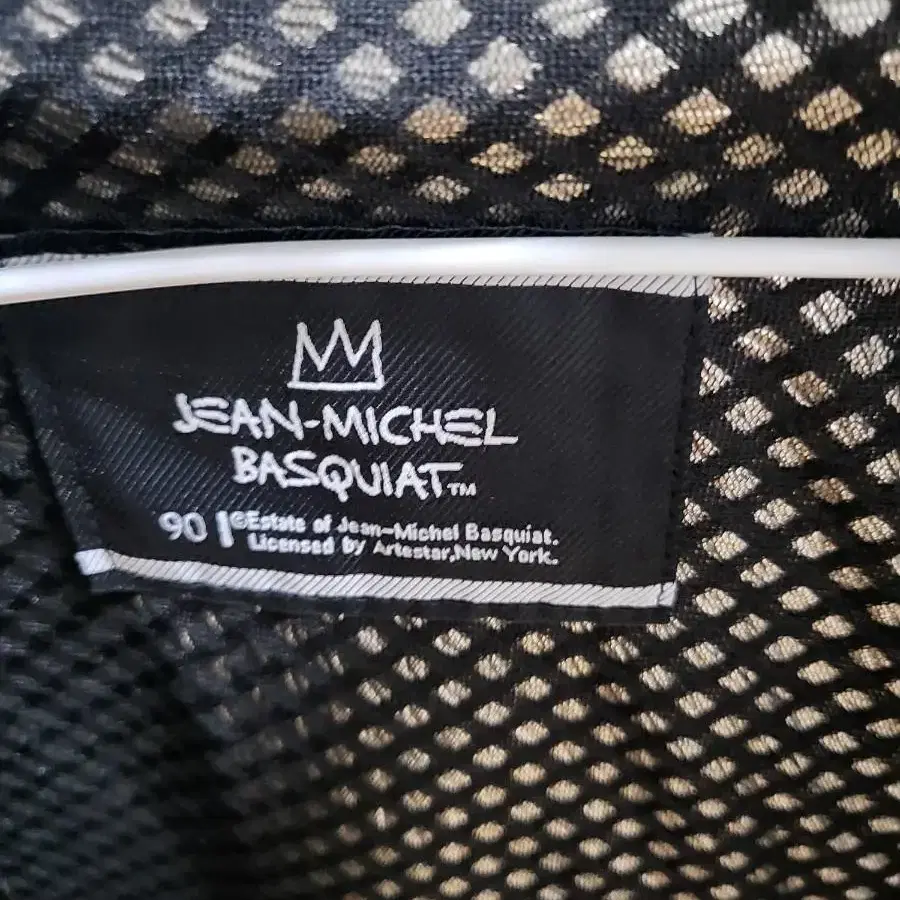 JEAN-MICHEL
BASQUIAT™
90 ©Estate of Jean-Michel Basquiat.
Licensed by Artestar,New York.